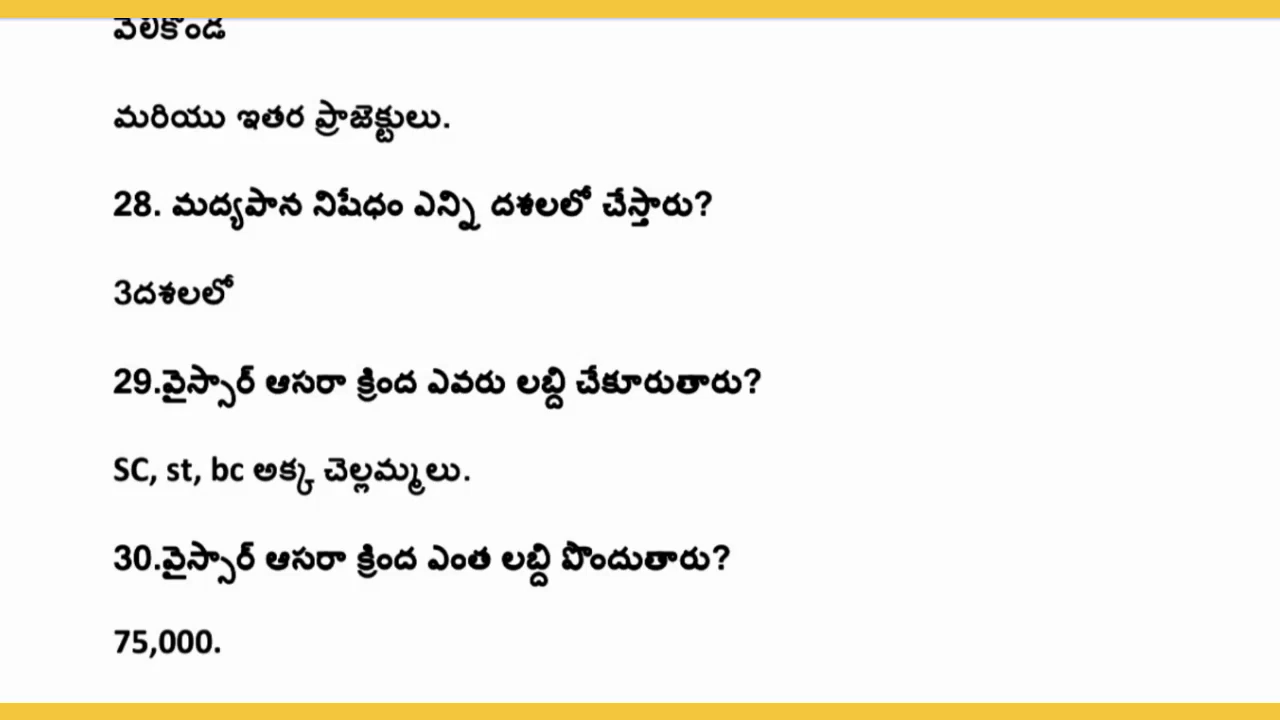 వెలికొండ
మరియు ఇతర ప్రాజెక్టులు.
28. మద్యపాన నిషేధం ఎన్ని దశలలో చేస్తారు?
3దశలలో
29.వైస్సార్ ఆసరా క్రింద ఎవరు లబ్ది చేకూరుతారు?
SC, st, bc అక్క చెల్లమ్మలు.
30.వైస్సార్ ఆసరా క్రింద ఎంత లబ్ది పొందుతారు?
75,000.